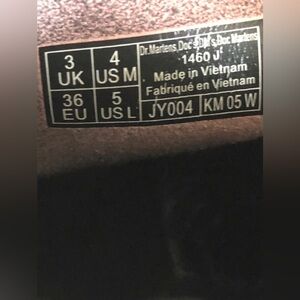 3 UK
4 US M
36 EU
5 US L
Dr. Martens, Doc's, Dm's, Doc Martens
1460 J
Made in Vietnam
Fabriqué en Vietnam
JY004
KM 05 W